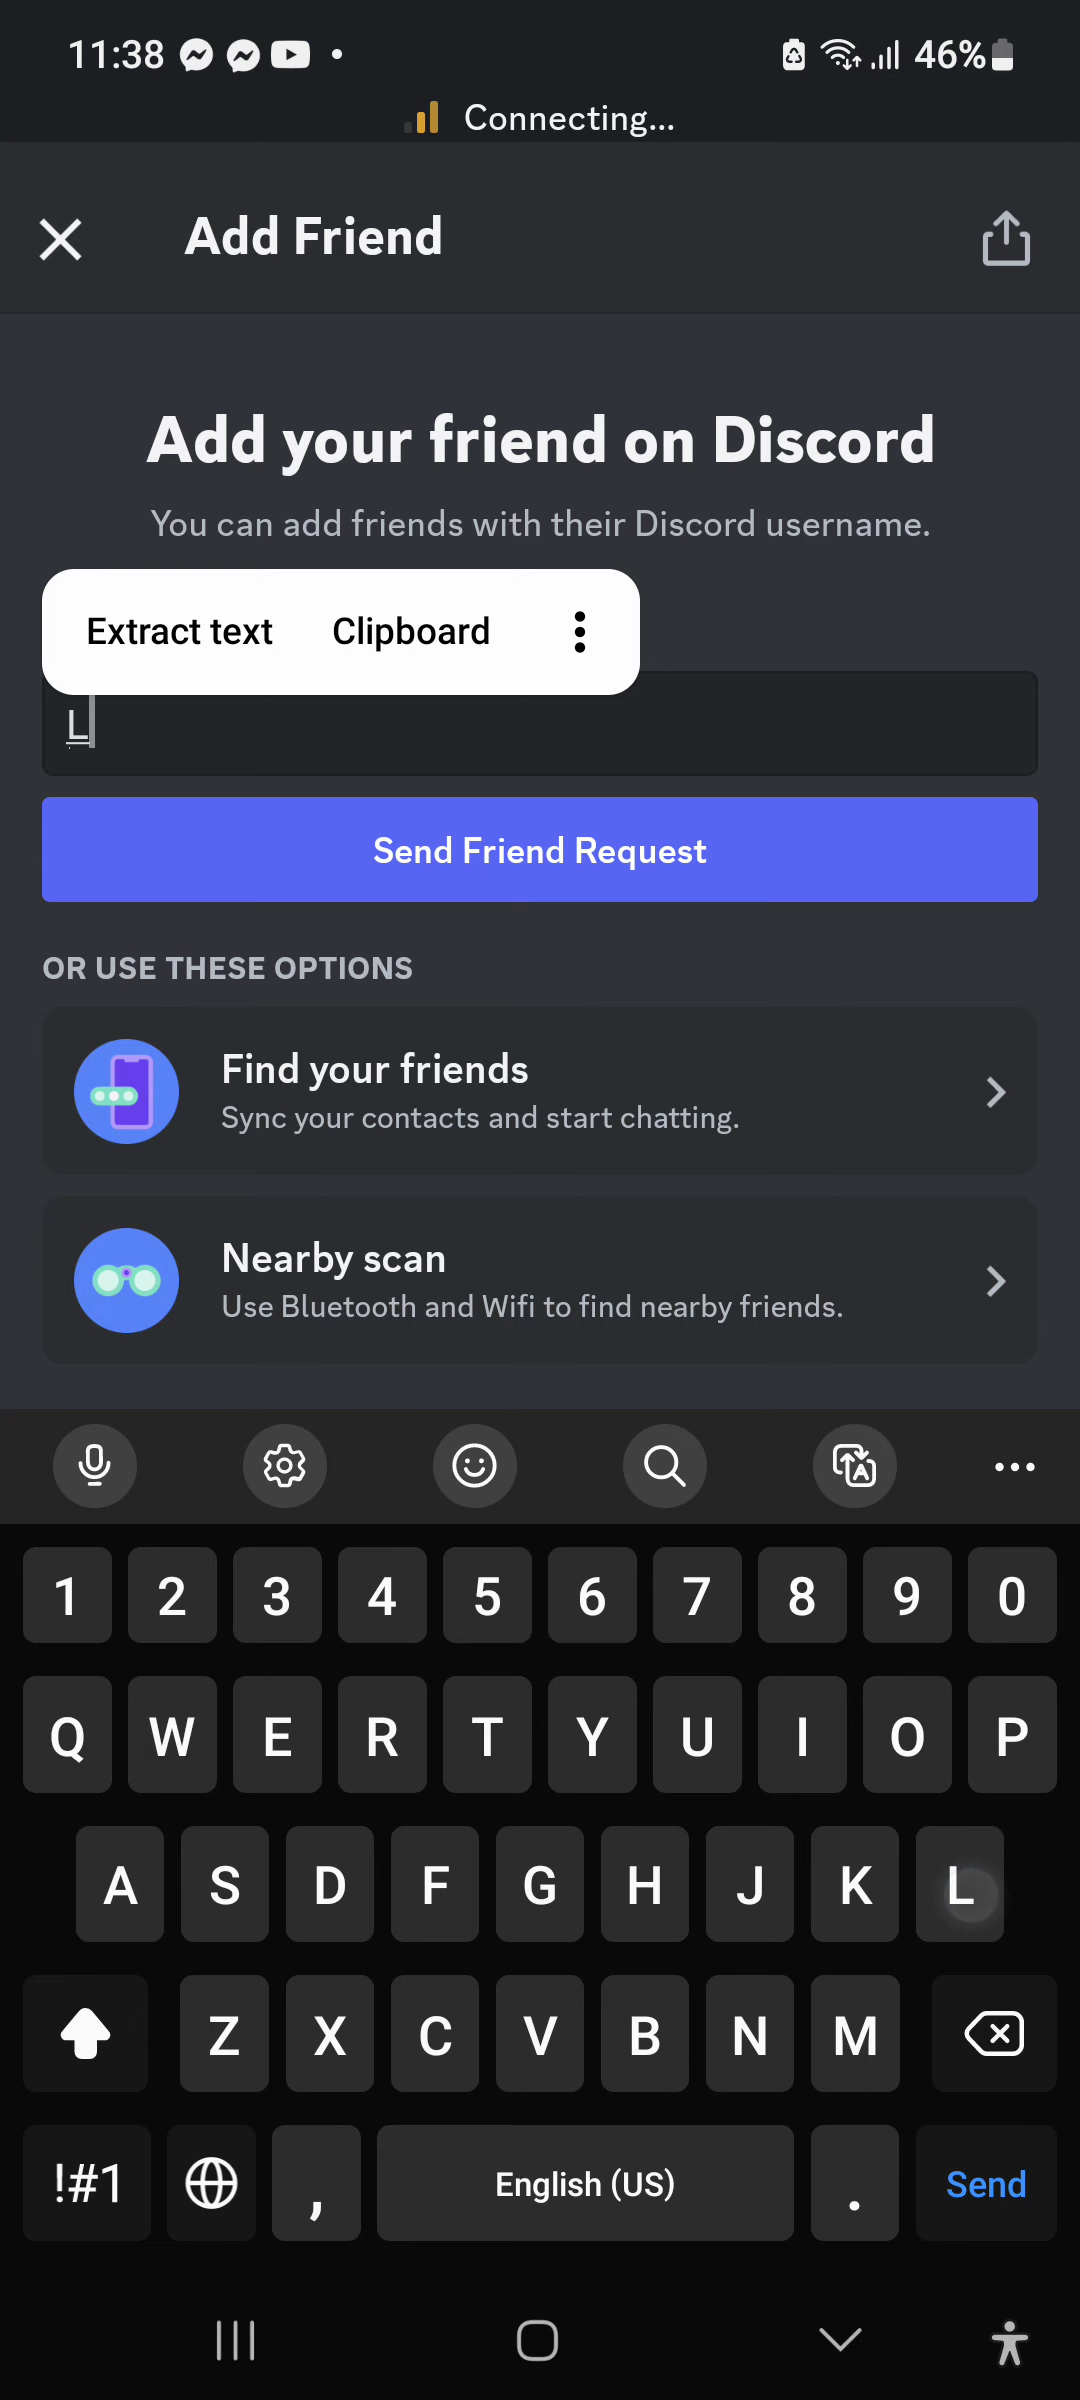 11:38 46%
Connecting...
Add Friend
Add your friend on Discord
You can add friends with their Discord username.
Extract text Clipboard
L
Send Friend Request
OR USE THESE OPTIONS
Find your friends
Sync your contacts and start chatting.
Nearby scan
Use Bluetooth and Wifi to find nearby friends.
1 2 3 4 5 6 7 8 9 0
Q W E R T Y U I O P
A S D F G H J K L
Z X C V B N M
!#1 , English (US) . Send